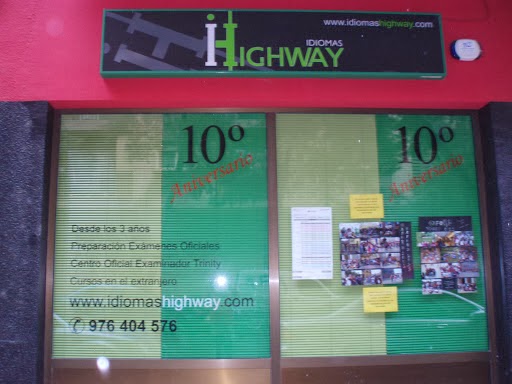 www.idiomashighway.com
IDIOMAS
HIGHWAY
10º
Aniversario
10º
Aniversario
Desde los 3 años
Preparación Exámenes Oficiales
Centro Oficial Examinador Trinity
Cursos en el extranjero
www.idiomashighway.com
976 404 576